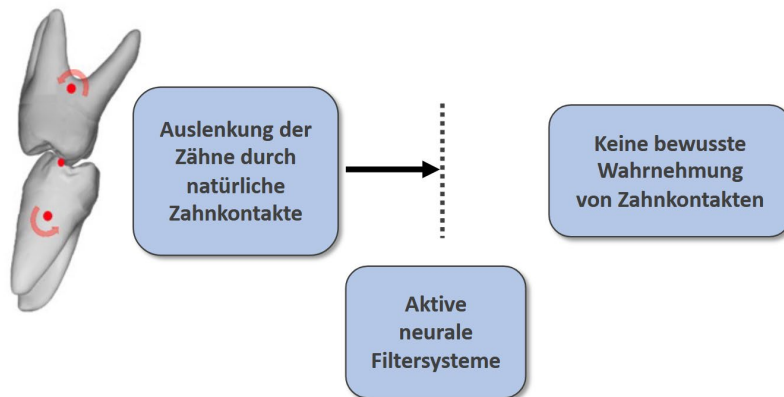 Auslenkung der
Zähne durch
natürliche
Zahnkontakte
Keine bewusste
Wahrnehmung
von Zahnkontakten
Aktive
neurale
Filtersysteme